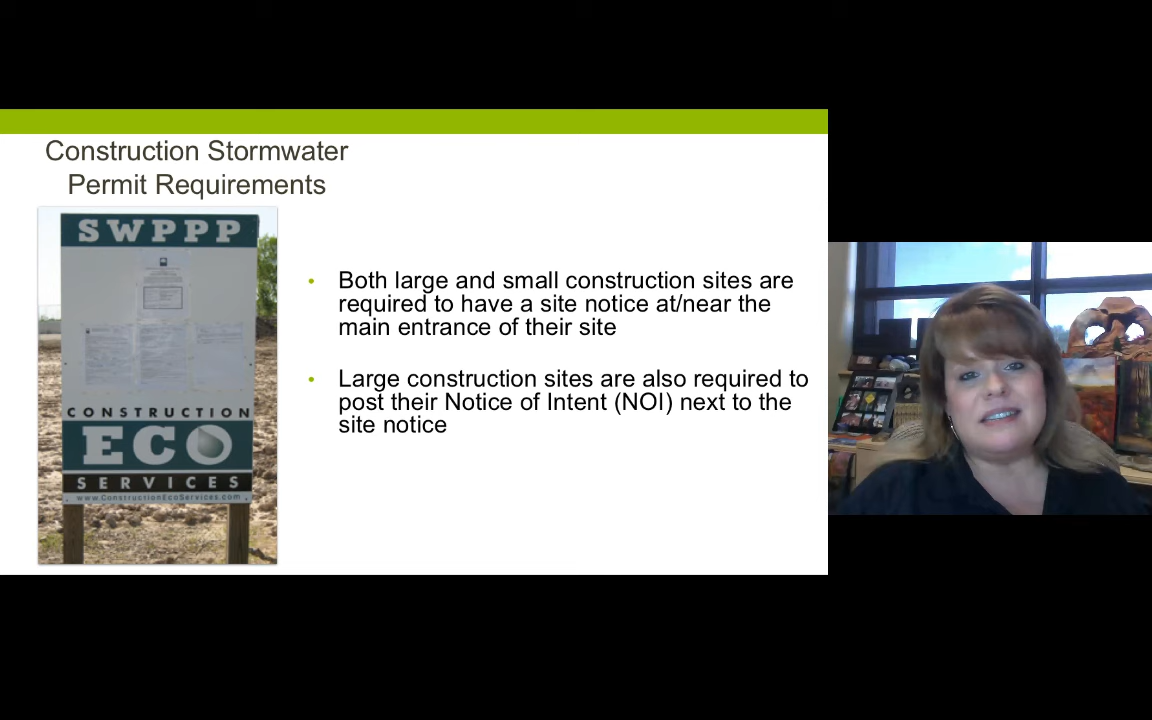 Construction Stormwater
Permit Requirements
SWPPP
CONSTRUCTION
ECO
SERVICES
www.ConstructionEcoServices.com
• Both large and small construction sites are
required to have a site notice at/near the
main entrance of their site
• Large construction sites are also required to
post their Notice of Intent (NOI) next to the
site notice